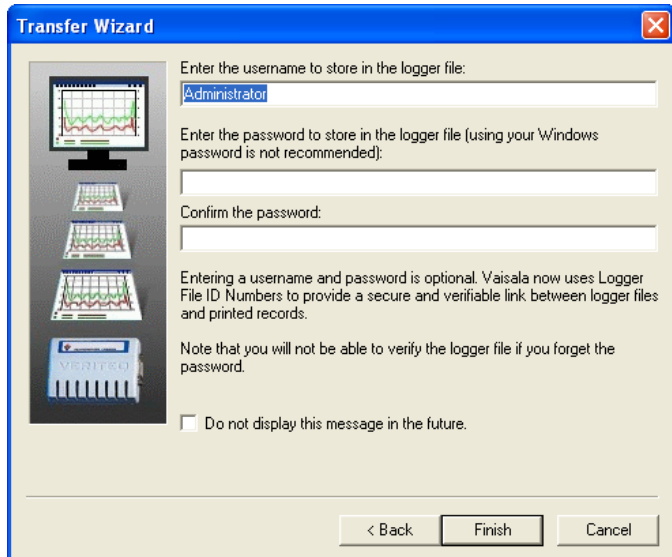 Transfer Wizard
Enter the username to store in the logger file:
Administrator
Enter the password to store in the logger file (using your Windows
password is not recommended):
Confirm the password:
Entering a username and password is optional. Vaisala now uses Logger
File ID Numbers to provide a secure and verifiable link between logger files
and printed records.
Note that you will not be able to verify the logger file if you forget the
password.
Do not display this message in the future.
VERITEQ
< Back
Finish
Cancel